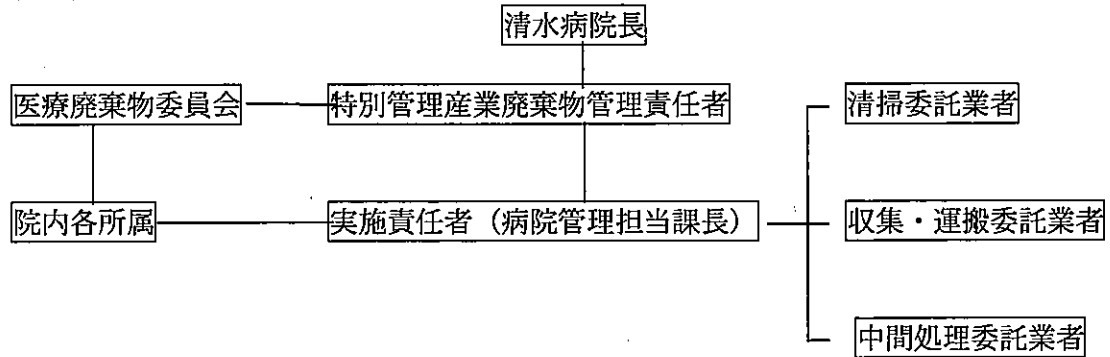 清水病院長
医療廃棄物委員会
特別管理産業廃棄物管理責任者
清掃委託業者
院内各所属
実施責任者（病院管理担当課長）
収集・運搬委託業者
中間処理委託業者